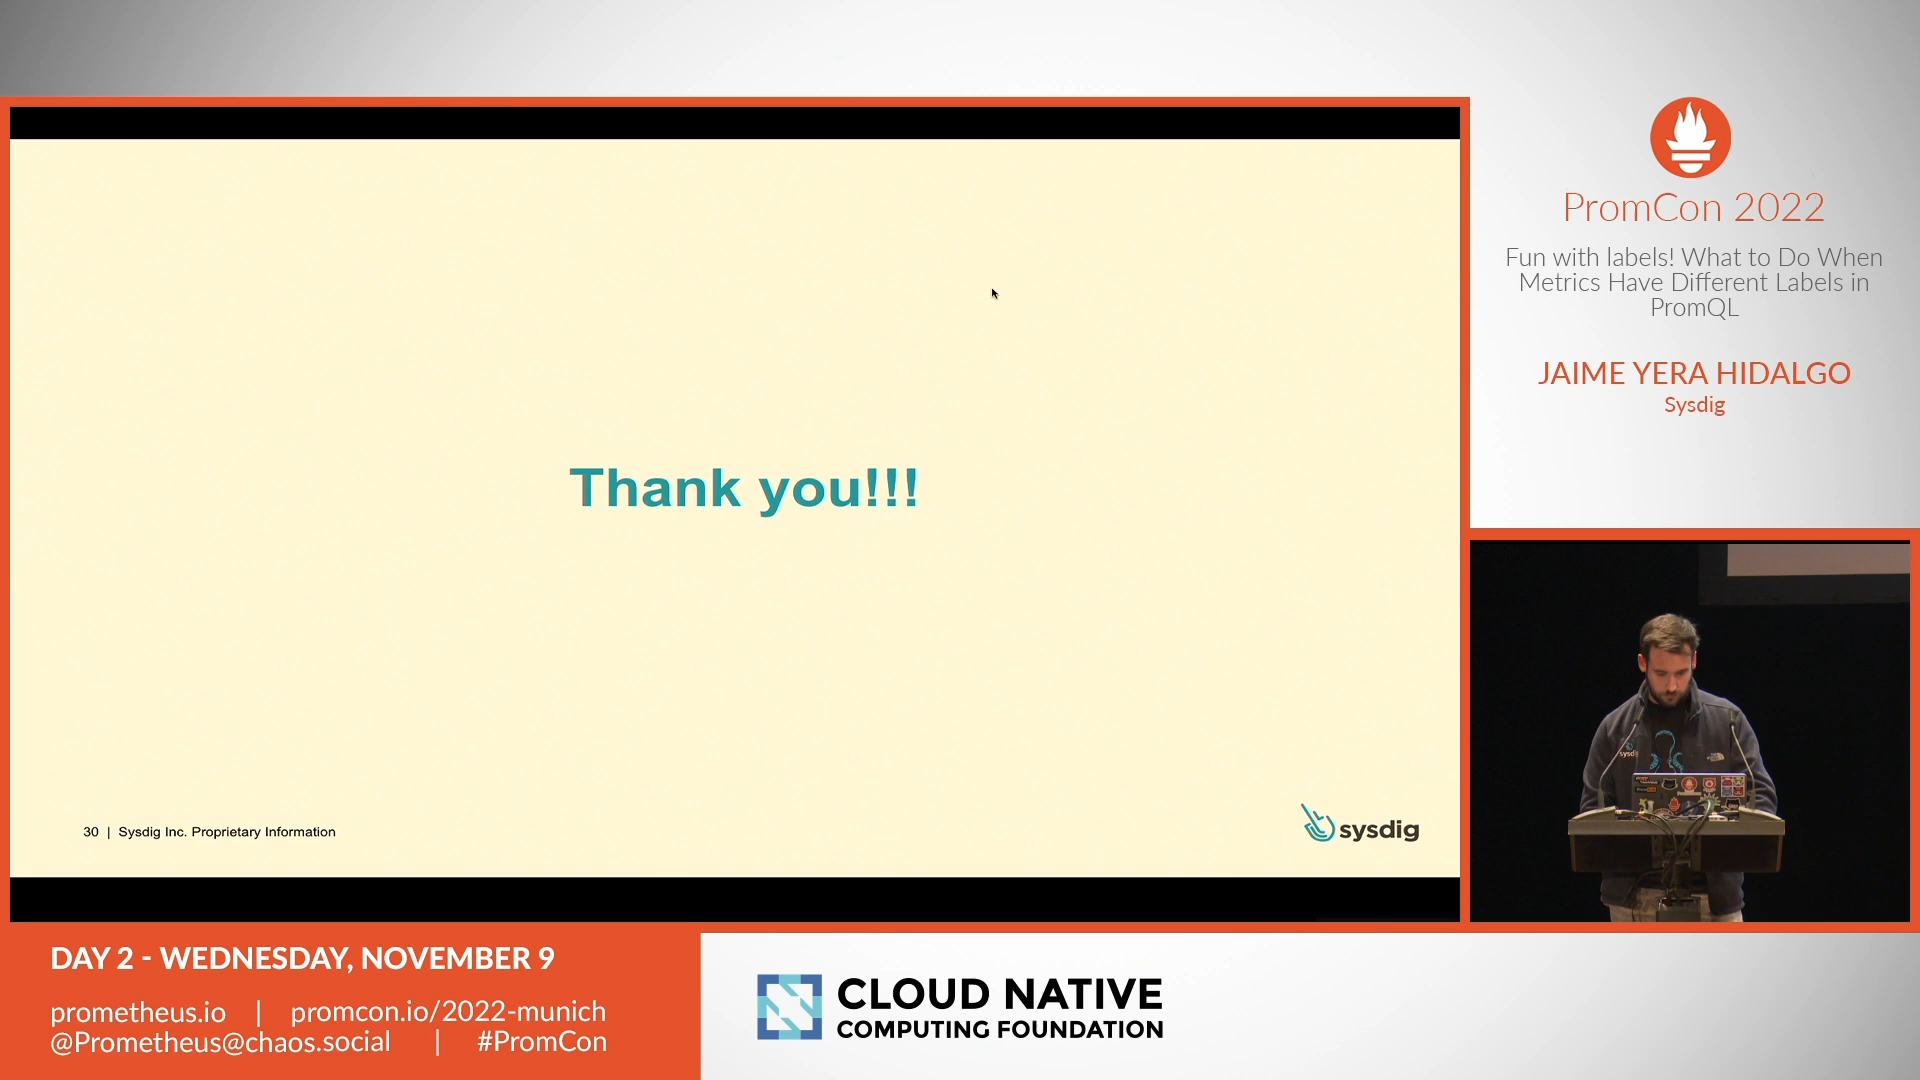 Thank you!!!
30 | Sysdig Inc. Proprietary Information
sysdig
PromCon 2022
Fun with labels! What to Do When
Metrics Have Different Labels in
PromQL
JAIME YERA HIDALGO
Sysdig
sysdig
DAY 2 - WEDNESDAY, NOVEMBER 9
prometheus.io | promcon.io/2022-munich
@Prometheus@chaos.social | #PromCon
CLOUD NATIVE
COMPUTING FOUNDATION